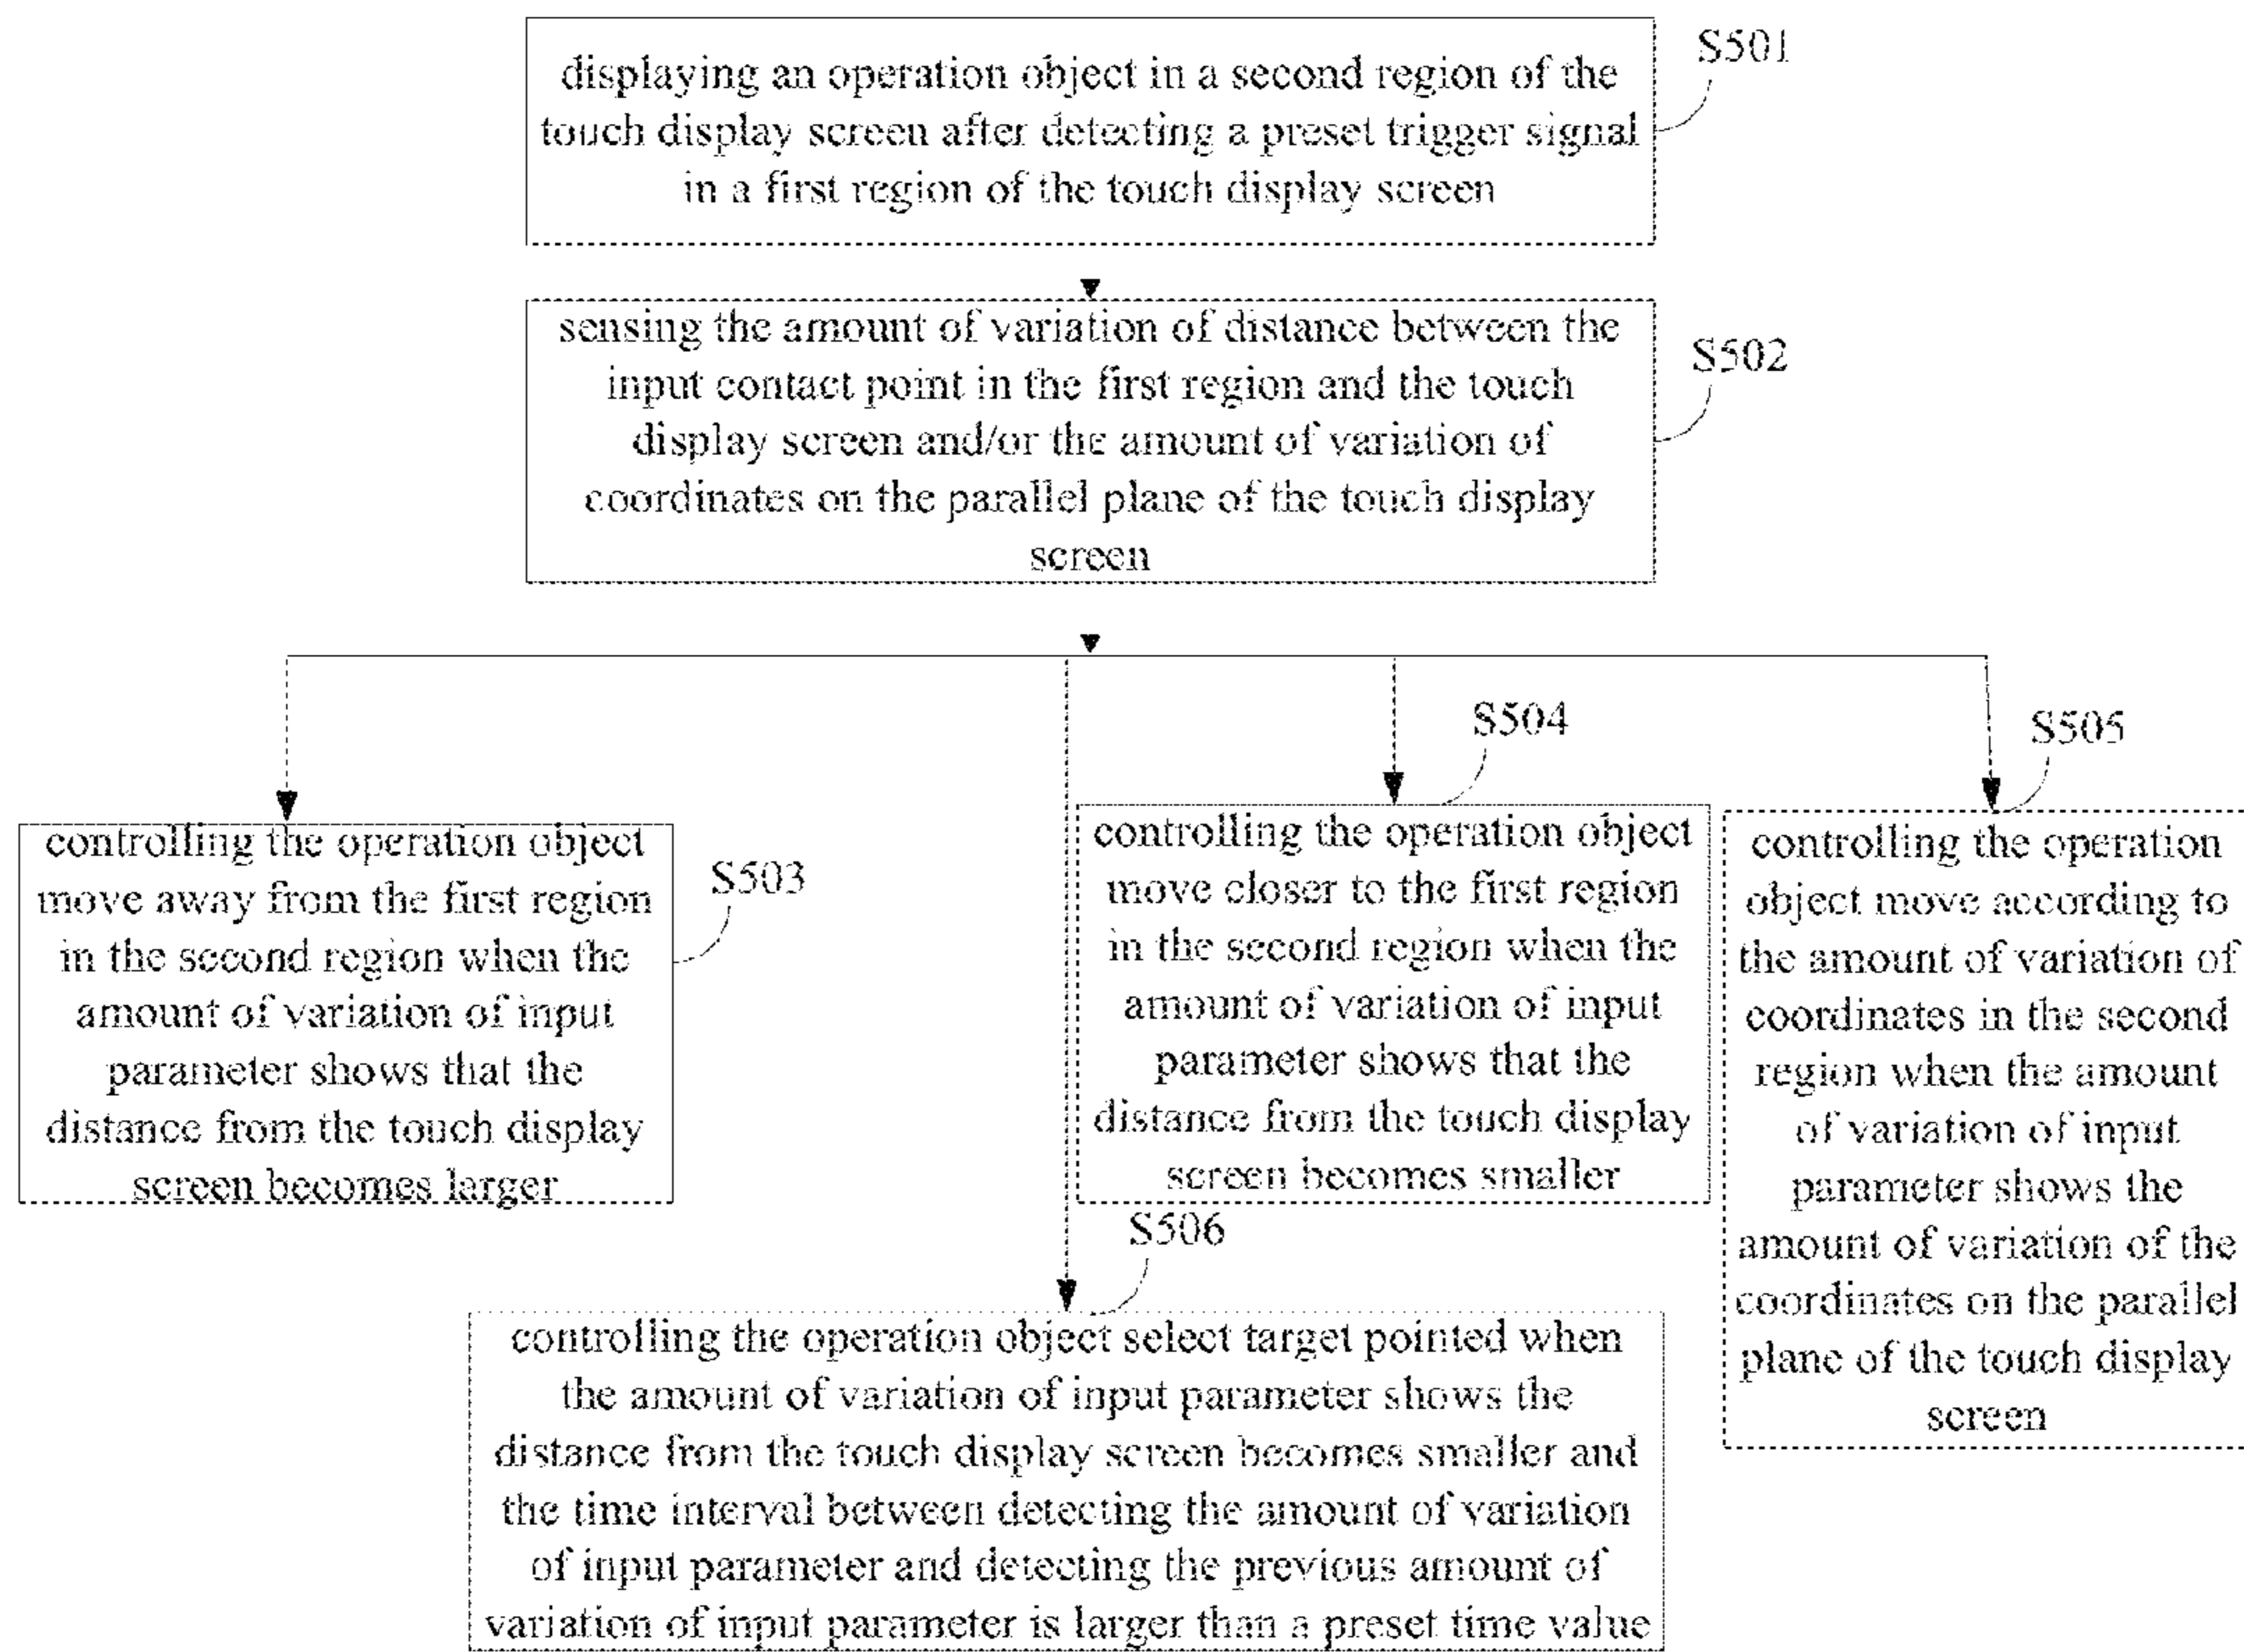 S501
displaying an operation object in a second region of the
touch display screen after detecting a preset trigger signal
in a first region of the touch display screen
S502
sensing the amount of variation of distance between the
input contact point in the first region and the touch
display screen and/or the amount of variation of
coordinates on the parallel plane of the touch display
screen
S503
controlling the operation object
move away from the first region
in the second region when the
amount of variation of input
parameter shows that the
distance from the touch display
screen becomes larger
S504
controlling the operation object
move closer to the first region
in the second region when the
amount of variation of input
parameter shows that the
distance from the touch display
screen becomes smaller
S505
controlling the operation
object move according to
the amount of variation of
coordinates in the second
region when the amount
of variation of input
parameter shows the
amount of variation of the
coordinates on the parallel
plane of the touch display
screen
S506
controlling the operation object select target pointed when
the amount of variation of input parameter shows the
distance from the touch display screen becomes smaller and
the time interval between detecting the amount of variation
of input parameter and detecting the previous amount of
variation of input parameter is larger than a preset time value